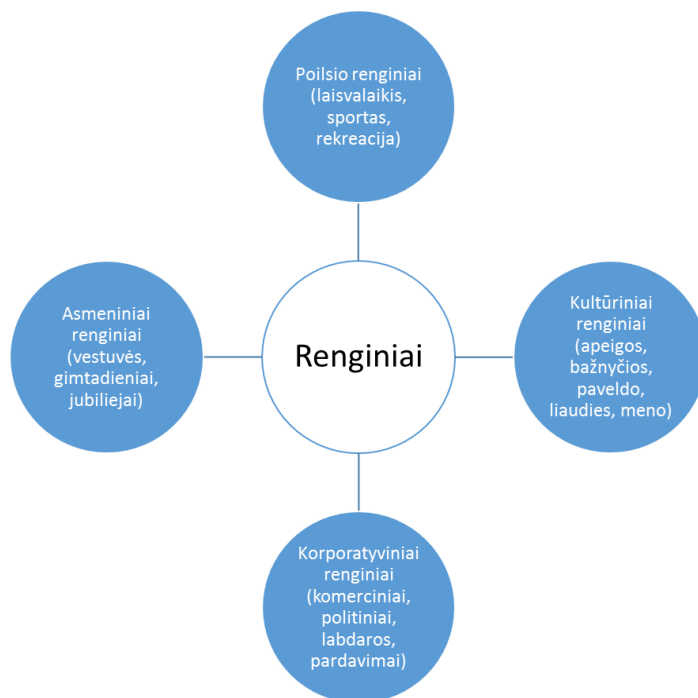 Poilsio renginiai
(laisvalaikis,
sportas,
rekreacija)
Asmeniniai
renginiai
(vestuvės,
gimtadieniai,
jubiliejai)
Renginiai
Kultūriniai
renginiai
(apeigos,
bažnyčios,
paveldo,
liaudies, meno)
Korporatyviniai
renginiai
(komerciniai,
politiniai,
labdaros,
pardavimai)